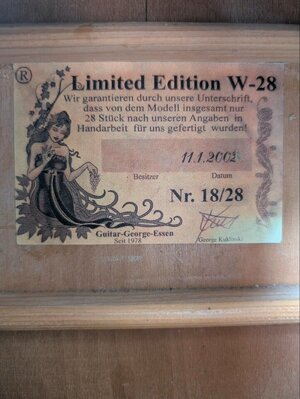 ®
Limited Edition W-28
Wir garantieren durch unsere Unterschrift,
dass von dem Modell insgesamt nur
28 Stück nach unseren Angaben in
Handarbeit für uns gefertigt wurden!
11.1.2002
Besitzer Datum
Nr. 18/28
Guitar-George-Essen
Seit 1978
George Kuklinski